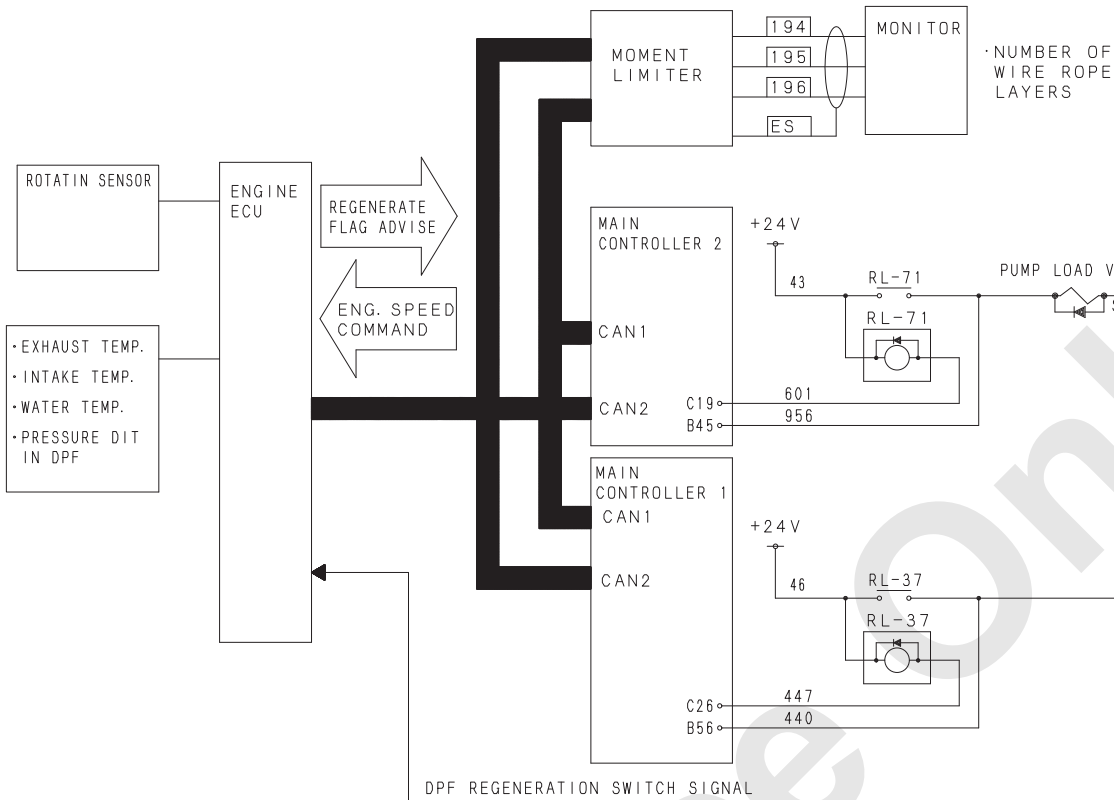 MOMENT
LIMITER
194
195
196
ES
MONITOR
·NUMBER OF
WIRE ROPE
LAYERS
ROTATIN SENSOR
ENGINE
ECU
REGENERATE
FLAG ADVISE
ENG. SPEED
COMMAND
·EXHAUST TEMP.
·INTAKE TEMP.
·WATER TEMP.
·PRESSURE DIT
IN DPF
MAIN
CONTROLLER 2
CAN1
CAN2
C19
B45
+24V
43
RL-71
RL-71
601
956
PUMP LOAD V
S
MAIN
CONTROLLER 1
CAN1
CAN2
C26
B56
+24V
46
RL-37
RL-37
447
440
DPF REGENERATION SWITCH SIGNAL